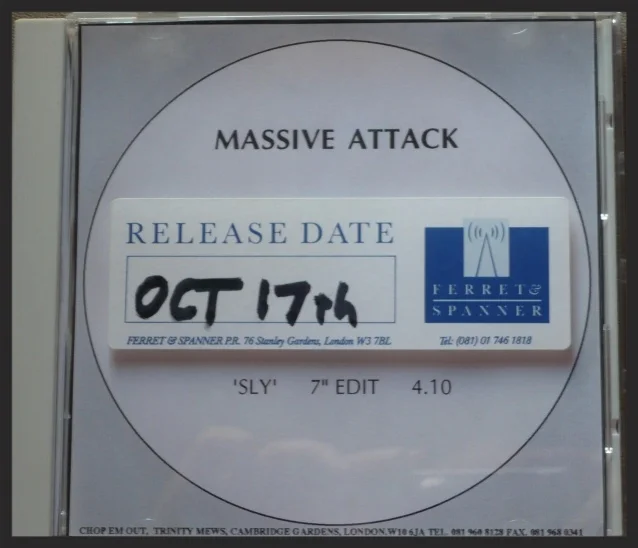 MASSIVE ATTACK
RELEASE DATE
OCT 17th
FERRET &
SPANNER
FERRET & SPANNER P.R. 76 Stanley Gardens, London W3 7BL
Tel: (081) 01 746 1818
'SLY' 7" EDIT 4.10
CHOP EM OUT, TRINITY MEWS, CAMBRIDGE GARDENS, LONDON.W10 6JA TEL. 081 960 8128 FAX. 081 968 0341